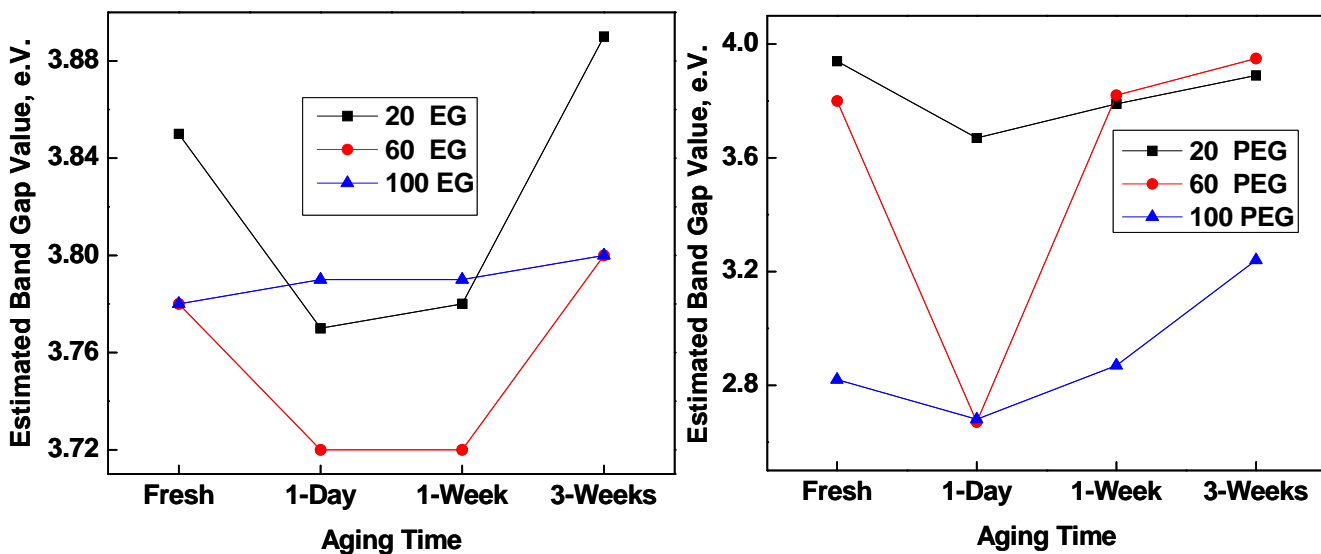 Estimated Band Gap Value, e.V.
3.88
3.84
3.80
3.76
3.72
20 EG
60 EG
100 EG
Fresh 1-Day 1-Week 3-Weeks
Aging Time
Estimated Band Gap Value, e.V.
4.0
3.6
3.2
2.8
20 PEG
60 PEG
100 PEG
Fresh 1-Day 1-Week 3-Weeks
Aging Time